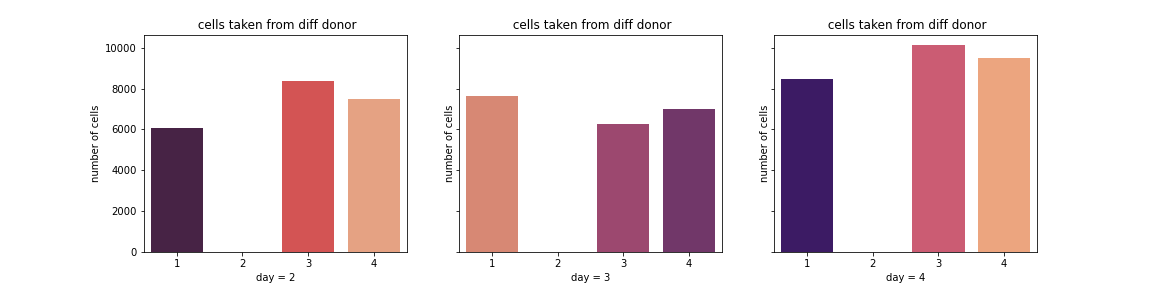 cells taken from diff donor
number of cells
10000
8000
6000
4000
2000
0
1 2 3 4
day = 2
cells taken from diff donor
number of cells
1 2 3 4
day = 3
cells taken from diff donor
number of cells
1 2 3 4
day = 4